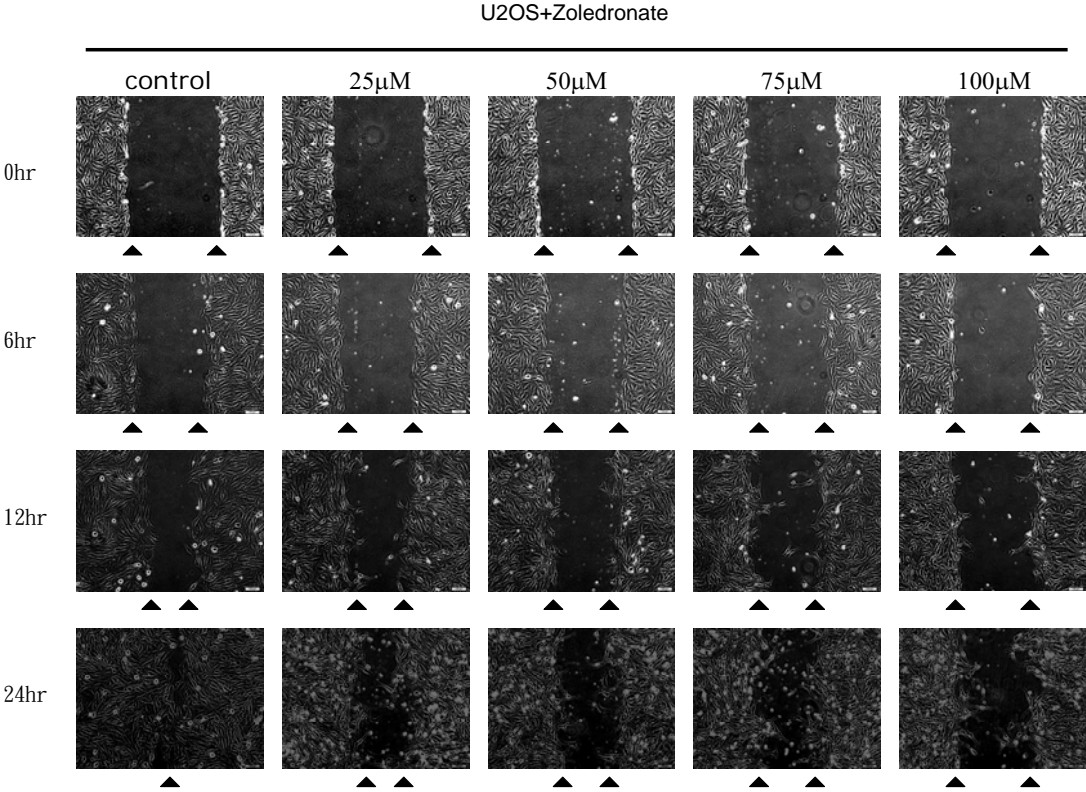 U2OS+Zoledronate
control 25μM 50μM 75μM 100μM
0hr
6hr
12hr
24hr